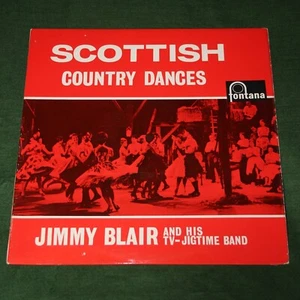 SCOTTISH
COUNTRY DANCES
fontana
JIMMY BLAIR AND HIS
TV-JIGTIME BAND